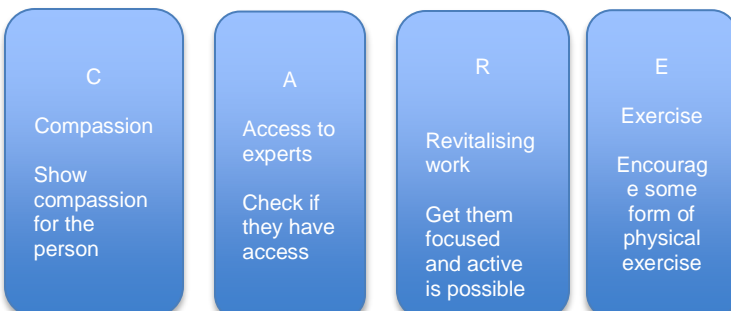 C
Compassion
Show
compassion
for the
person
A
Access to
experts
Check if
they have
access
R
Revitalising
work
Get them
focused
and active
is possible
E
Exercise
Encourag
e some
form of
physical
exercise